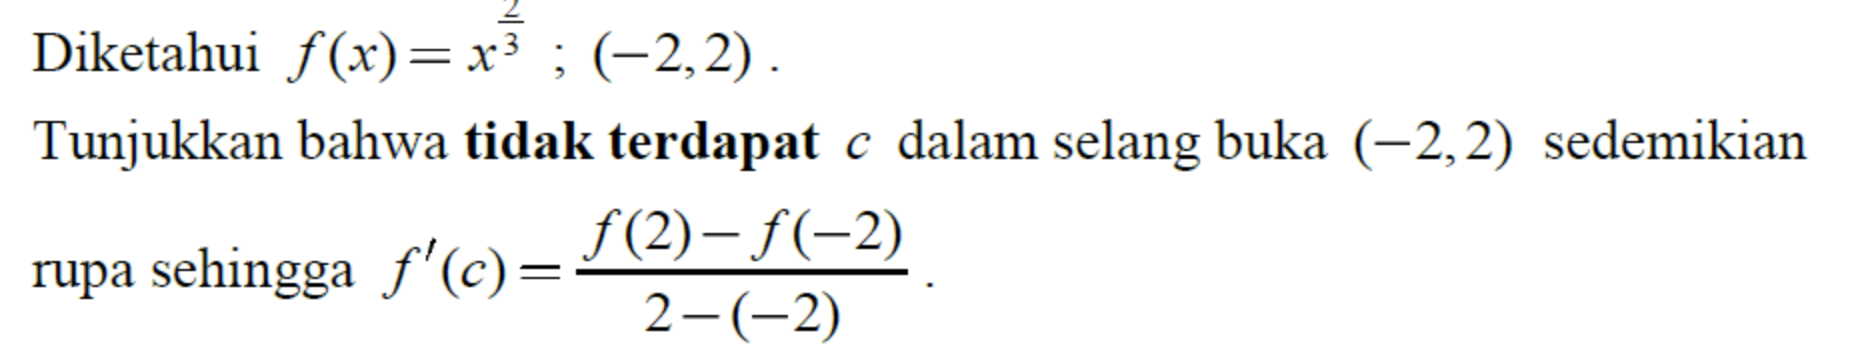 Diketahui f(x) = x^{2/3} ; (−2,2) .
Tunjukkan bahwa tidak terdapat c dalam selang buka (−2,2) sedemikian
rupa sehingga f'(c) = \frac{f(2) − f(−2)}{2 − (−2)} .